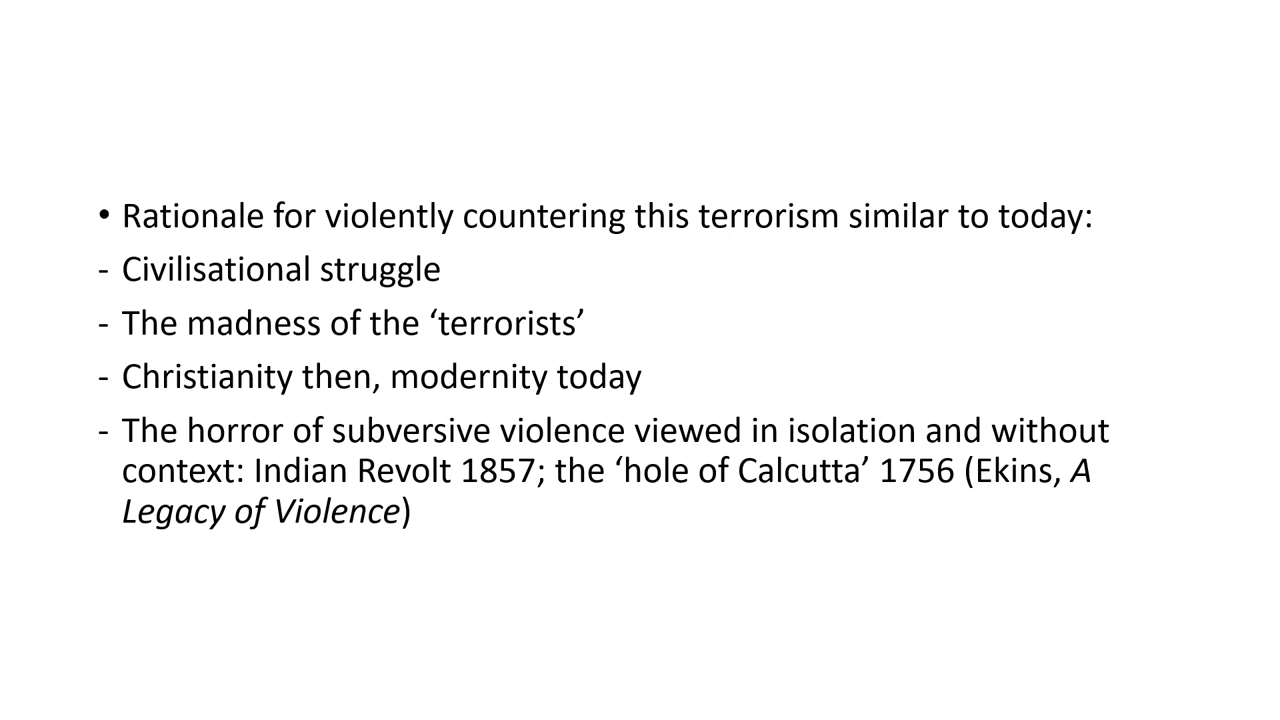 • Rationale for violently countering this terrorism similar to today:
- Civilisational struggle
- The madness of the ‘terrorists’
- Christianity then, modernity today
- The horror of subversive violence viewed in isolation and without
context: Indian Revolt 1857; the ‘hole of Calcutta’ 1756 (Ekins, A
Legacy of Violence)